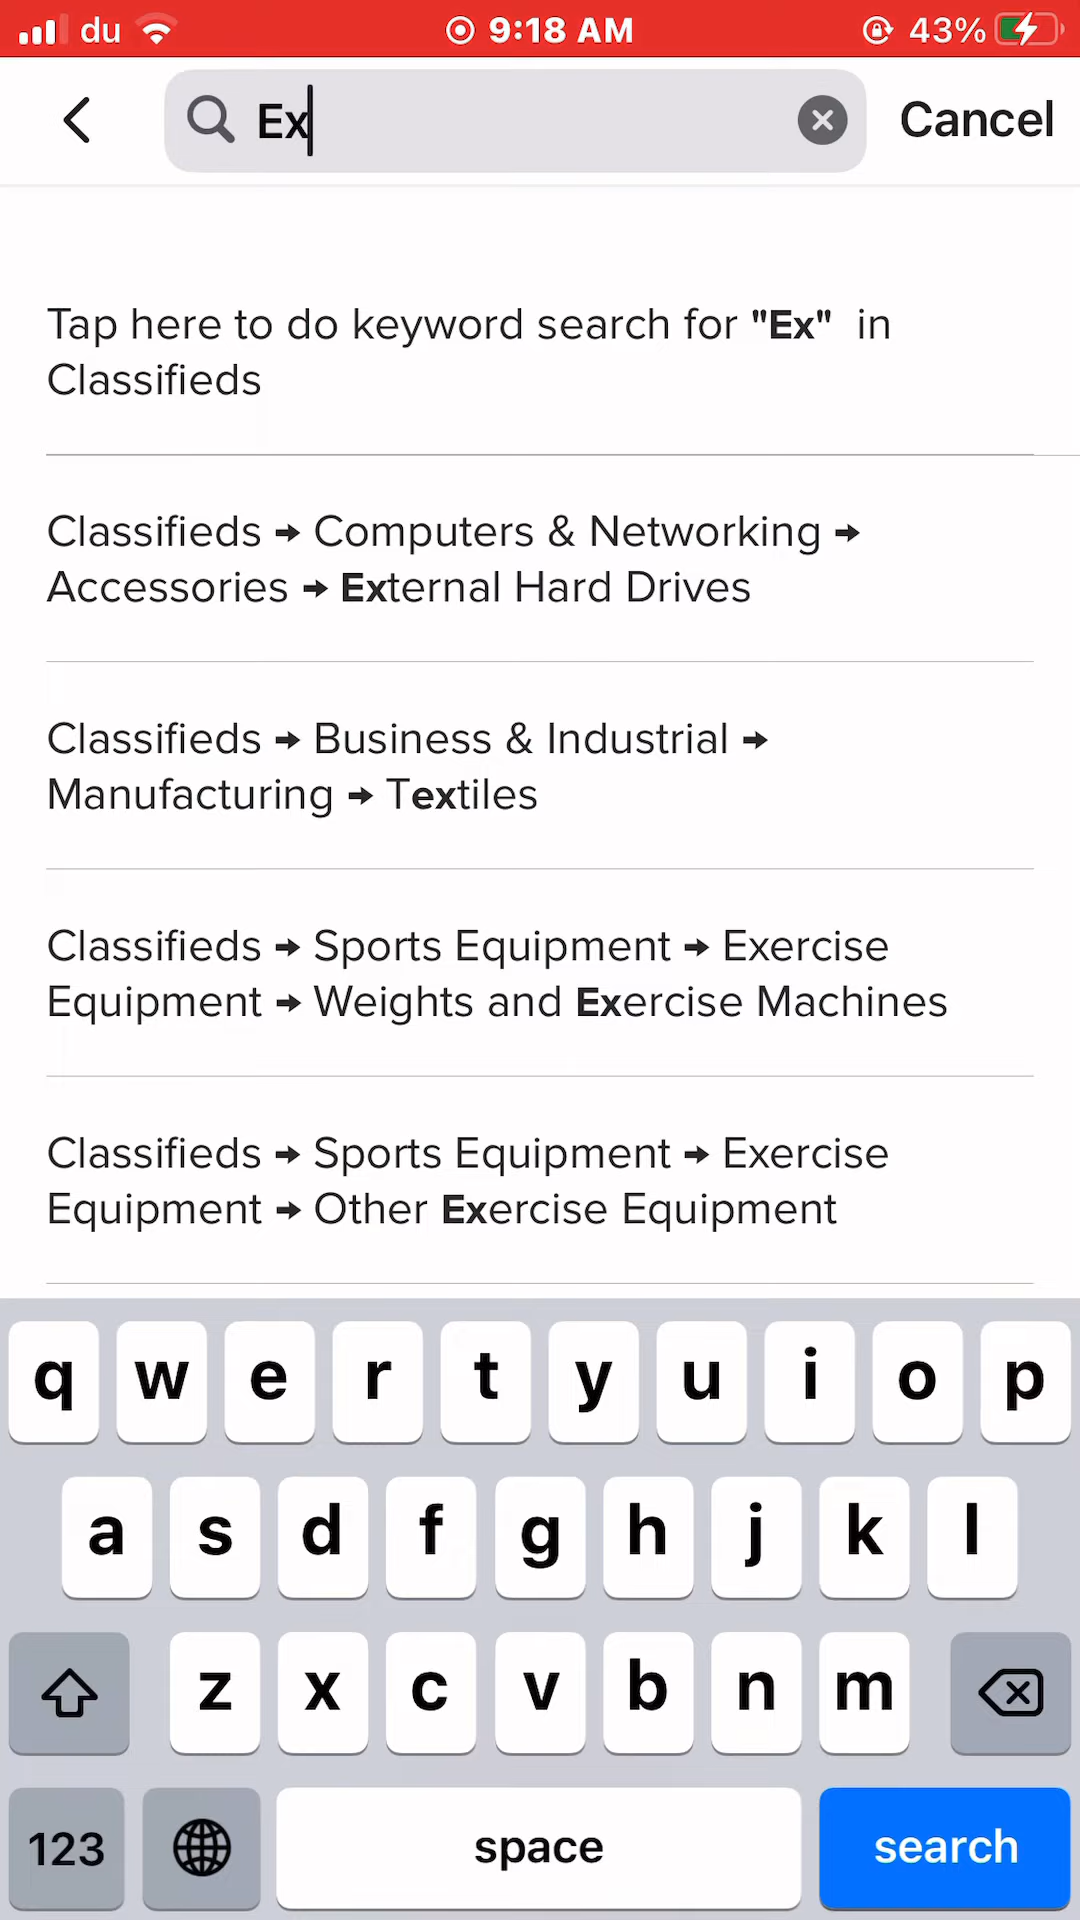 du 9:18 AM 43%
Ex Cancel
Tap here to do keyword search for "Ex" in
Classifieds
Classifieds → Computers & Networking →
Accessories → External Hard Drives
Classifieds → Business & Industrial →
Manufacturing → Textiles
Classifieds → Sports Equipment → Exercise
Equipment → Weights and Exercise Machines
Classifieds → Sports Equipment → Exercise
Equipment → Other Exercise Equipment
q w e r t y u i o p
a s d f g h j k l
z x c v b n m
123 space search